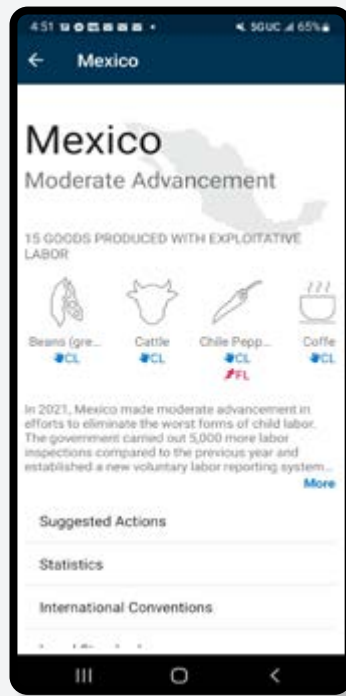 4:51
5GUC 65%
← Mexico
Mexico
Moderate Advancement
15 GOODS PRODUCED WITH EXPLOITATIVE
LABOR
Beans (gre... Cattle Chile Pepp... Coffe
CL CL CL CL
FL
In 2021, Mexico made moderate advancement in
efforts to eliminate the worst forms of child labor.
The government carried out 5,000 more labor
inspections compared to the previous year and
established a new voluntary labor reporting system...
More
Suggested Actions
Statistics
International Conventions